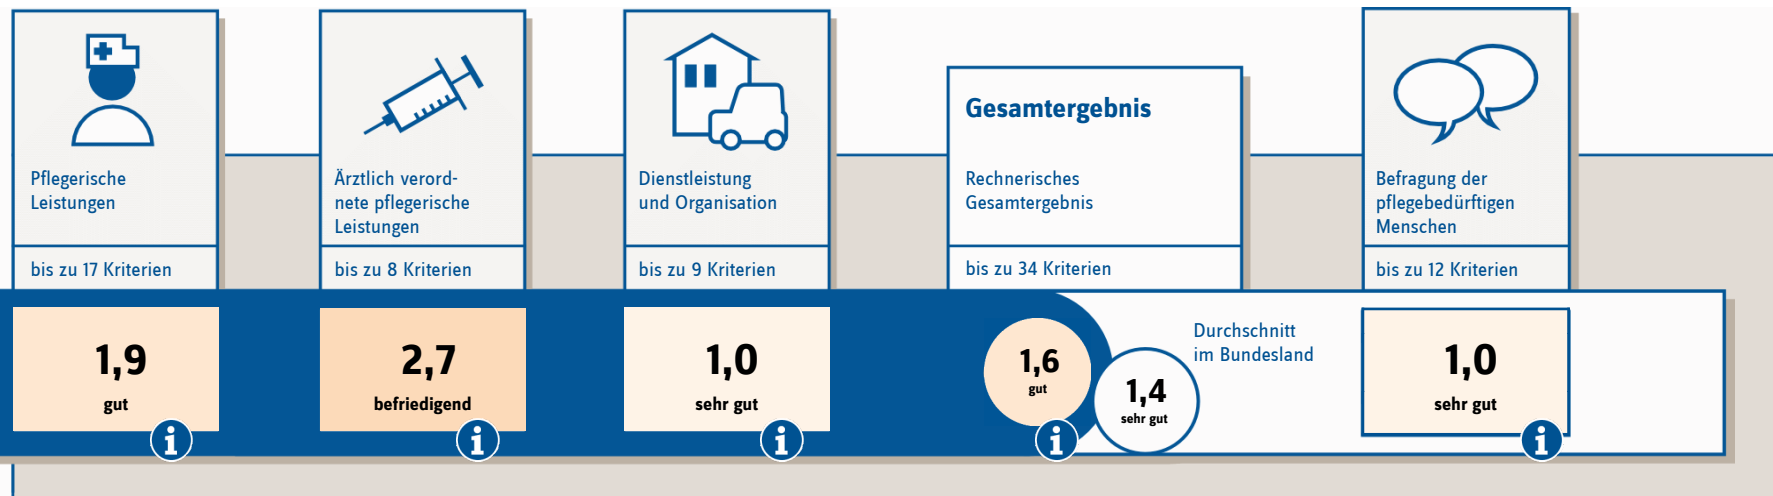 Pflegerische
Leistungen
bis zu 17 Kriterien
1,9
gut
i
Ärztlich verord-
nete pflegerische
Leistungen
bis zu 8 Kriterien
2,7
befriedigend
i
Dienstleistung
und Organisation
bis zu 9 Kriterien
1,0
sehr gut
i
Gesamtergebnis
Rechnerisches
Gesamtergebnis
bis zu 34 Kriterien
1,6
gut
i
1,4
sehr gut
Durchschnitt
im Bundesland
Befragung der
pflegebedürftigen
Menschen
bis zu 12 Kriterien
1,0
sehr gut
i